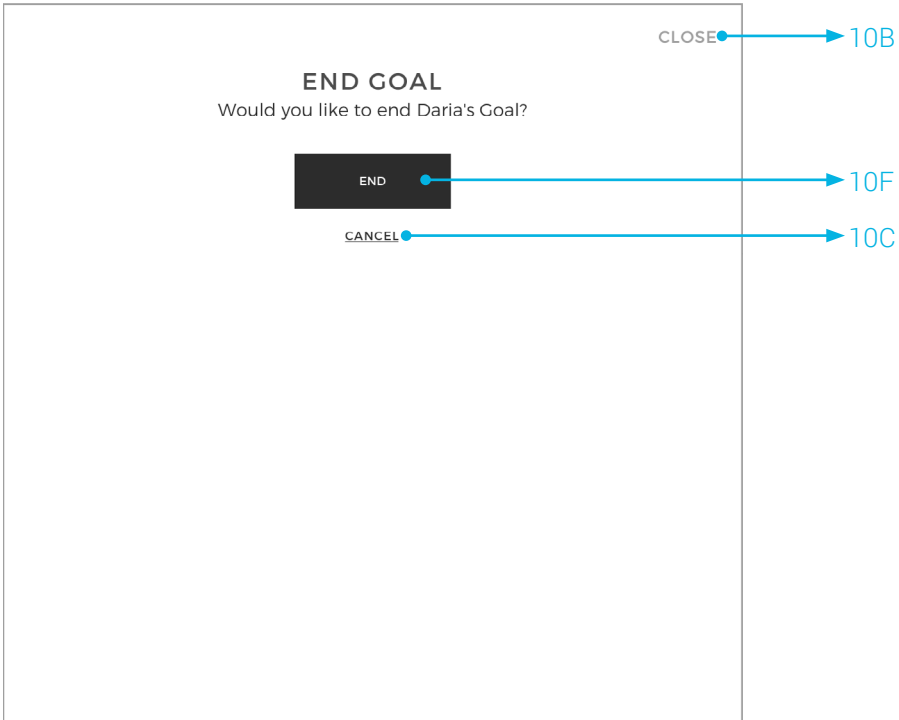 CLOSE 10B
END GOAL
Would you like to end Daria's Goal?
END 10F
CANCEL 10C